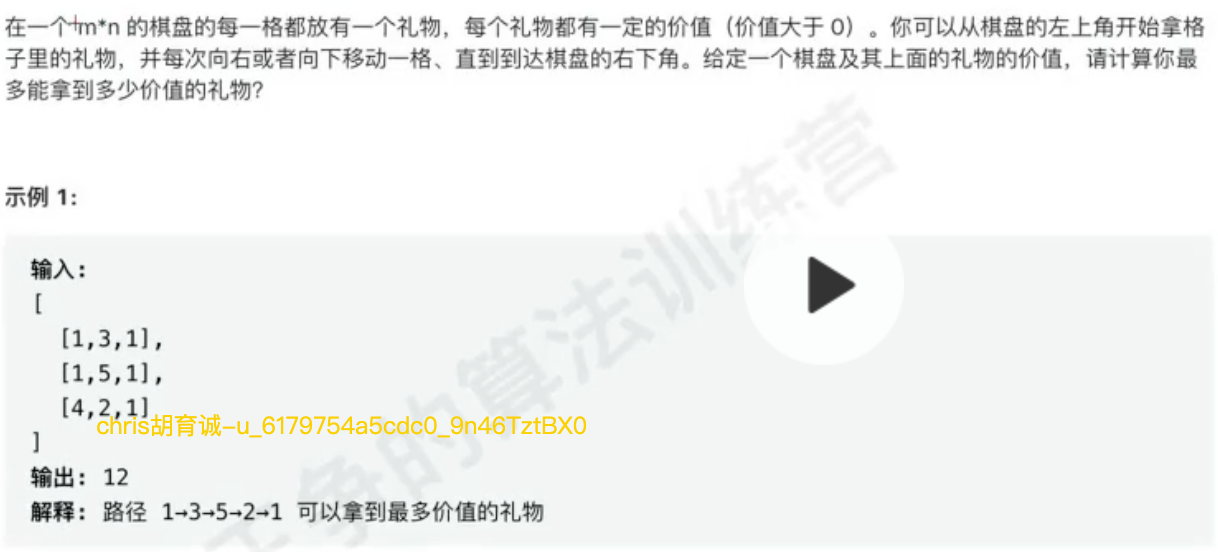 在一个m*n 的棋盘的每一格都放有一个礼物，每个礼物都有一定的价值（价值大于 0）。你可以从棋盘的左上角开始拿格
子里的礼物，并每次向右或者向下移动一格、直到到达棋盘的右下角。给定一个棋盘及其上面的礼物的价值，请计算你最
多能拿到多少价值的礼物？
示例 1:
输入:
[
[1,3,1],
[1,5,1],
[4,2,1]
chris胡育诚-u_6179754a5cdc0_9n46TztBX0
]
输出: 12
解释: 路径 1→3→5→2→1 可以拿到最多价值的礼物
争的算法训练营